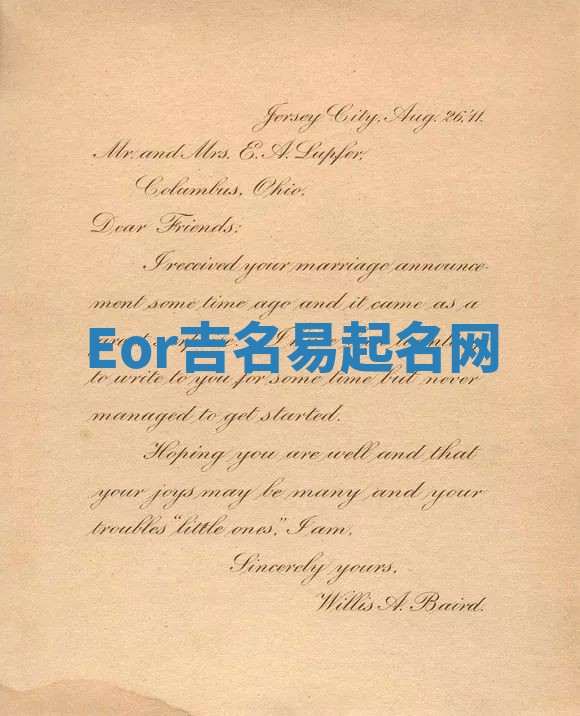 Jersey City, Aug. 26,'11.
Mr. and Mrs. E. A. Lupfer,
Columbus, Ohio.
Dear Friends:
I received your marriage announce-
ment some time ago and it came as a
Eor吉名易起名网
to write to you for some time but never
managed to get started.
Hoping you are well and that
your joys may be many and your
troubles "little ones," I am,
Sincerely yours,
Willis A. Baird.